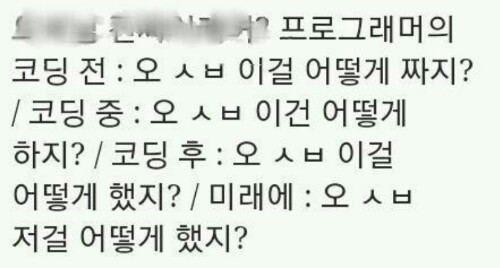 프로그래머의
코딩 전 : 오 ㅅㅂ 이걸 어떻게 짜지?
/ 코딩 중 : 오 ㅅㅂ 이건 어떻게
하지? / 코딩 후 : 오 ㅅㅂ 이걸
어떻게 했지? / 미래에 : 오 ㅅㅂ
저걸 어떻게 했지?